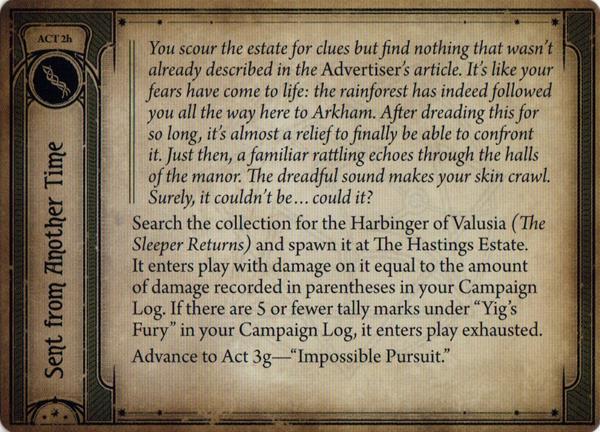 ACT 2h
Sent from Another Time
You scour the estate for clues but find nothing that wasn't
already described in the Advertiser's article. It's like your
fears have come to life: the rainforest has indeed followed
you all the way here to Arkham. After dreading this for
so long, it's almost a relief to finally be able to confront
it. Just then, a familiar rattling echoes through the halls
of the manor. The dreadful sound makes your skin crawl.
Surely, it couldn't be… could it?
Search the collection for the Harbinger of Valusia (The
Sleeper Returns) and spawn it at The Hastings Estate.
It enters play with damage on it equal to the amount
of damage recorded in parentheses in your Campaign
Log. If there are 5 or fewer tally marks under “Yig's
Fury” in your Campaign Log, it enters play exhausted.
Advance to Act 3g—“Impossible Pursuit.”